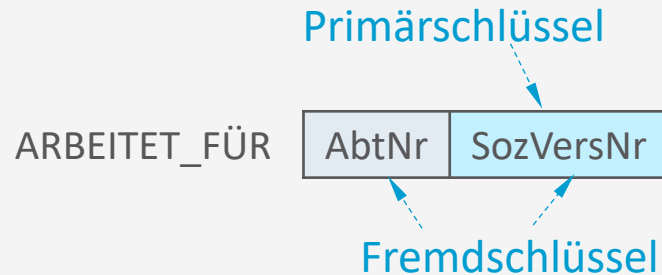 Primärschlüssel
ARBEITET_FÜR AbtNr SozVersNr
Fremdschlüssel